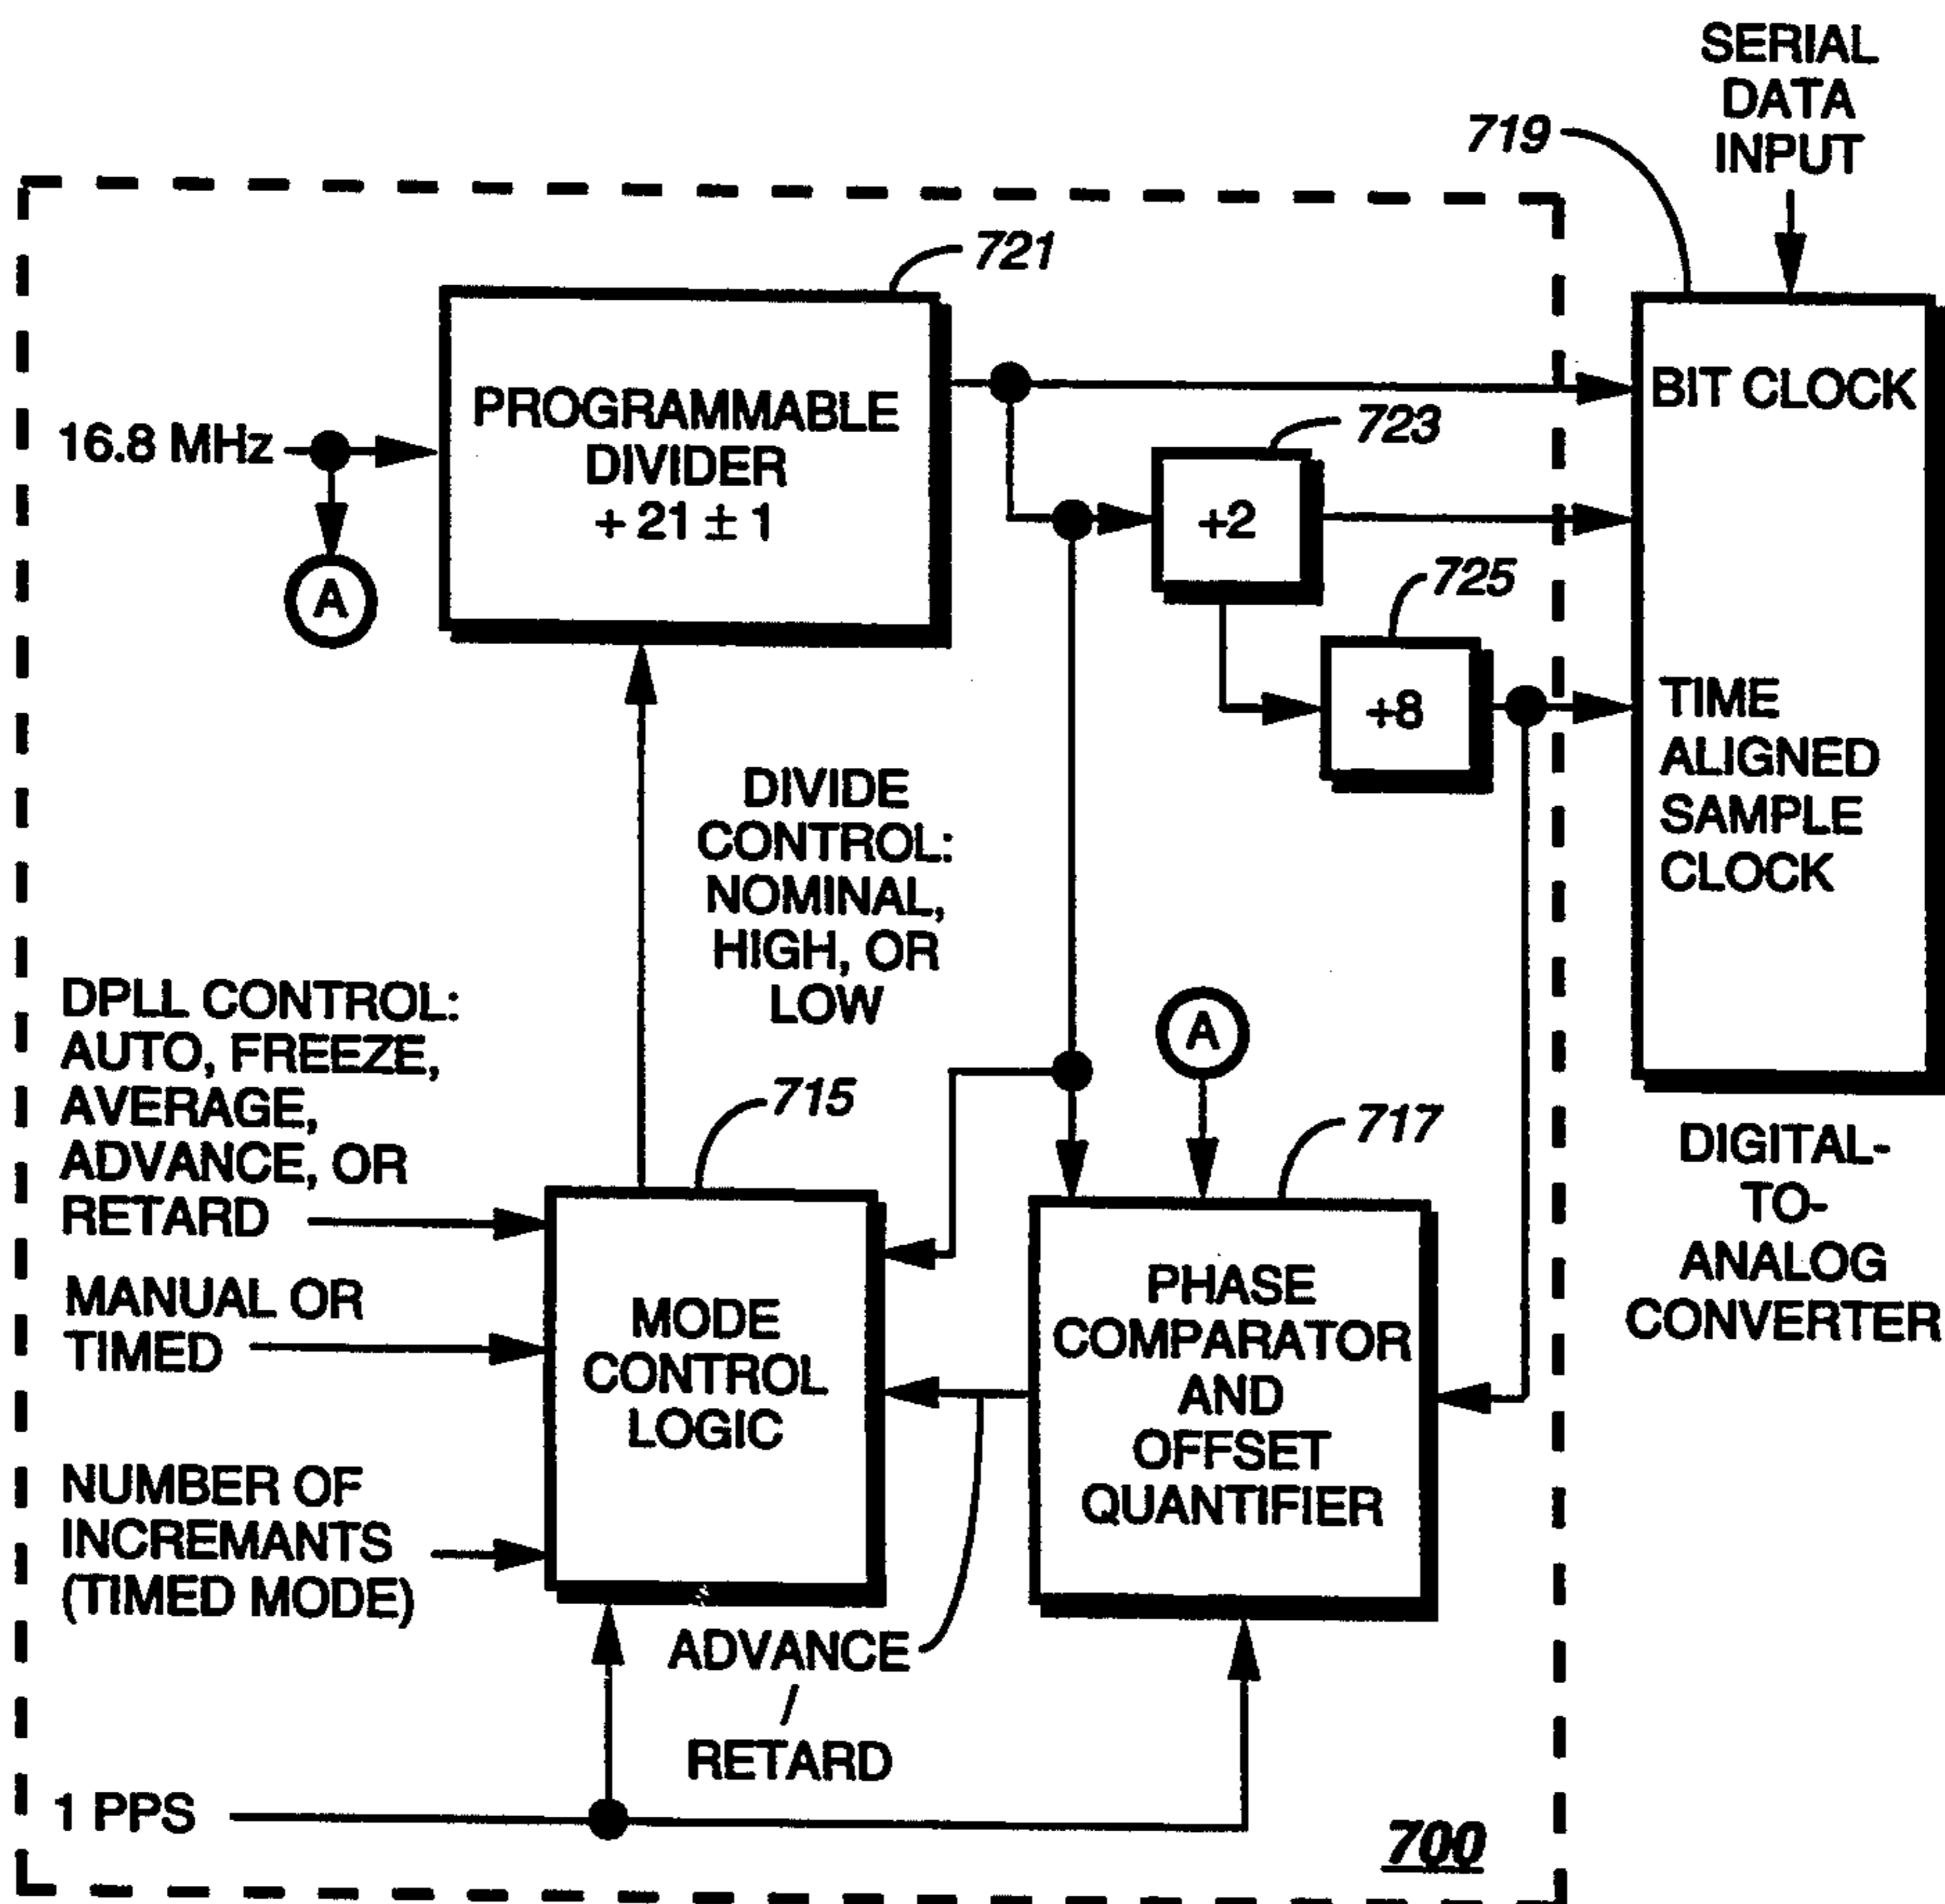 SERIAL
DATA
INPUT
719
721
16.8 MHz
PROGRAMMABLE
DIVIDER
+ 21 ± 1
BIT CLOCK
723
+2
A
725
+8
TIME
ALIGNED
SAMPLE
CLOCK
DIVIDE
CONTROL:
NOMINAL,
HIGH, OR
LOW
DPLL CONTROL:
AUTO, FREEZE,
AVERAGE,
ADVANCE, OR
RETARD
A
715
717
DIGITAL-
TO-
ANALOG
CONVERTER
MANUAL OR
TIMED
MODE
CONTROL
LOGIC
PHASE
COMPARATOR
AND
OFFSET
QUANTIFIER
NUMBER OF
INCREMANTS
(TIMED MODE)
ADVANCE
/
RETARD
1 PPS
700